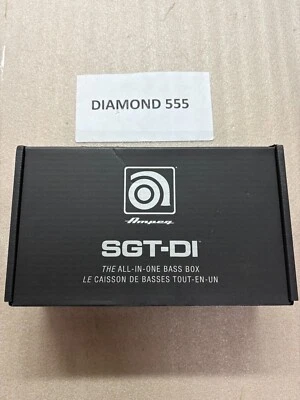 DIAMOND 555
Ampeg
SGT-DI
THE ALL-IN-ONE BASS BOX
LE CAISSON DE BASSES TOUT-EN-UN